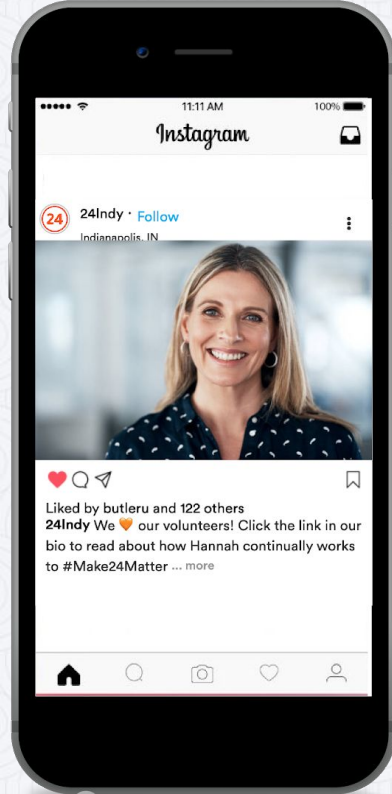 11:11 AM
100%
Instagram
24
24Indy · Follow
Indianapolis, IN
Liked by butleru and 122 others
24Indy We 🧡 our volunteers! Click the link in our
bio to read about how Hannah continually works
to #Make24Matter ... more